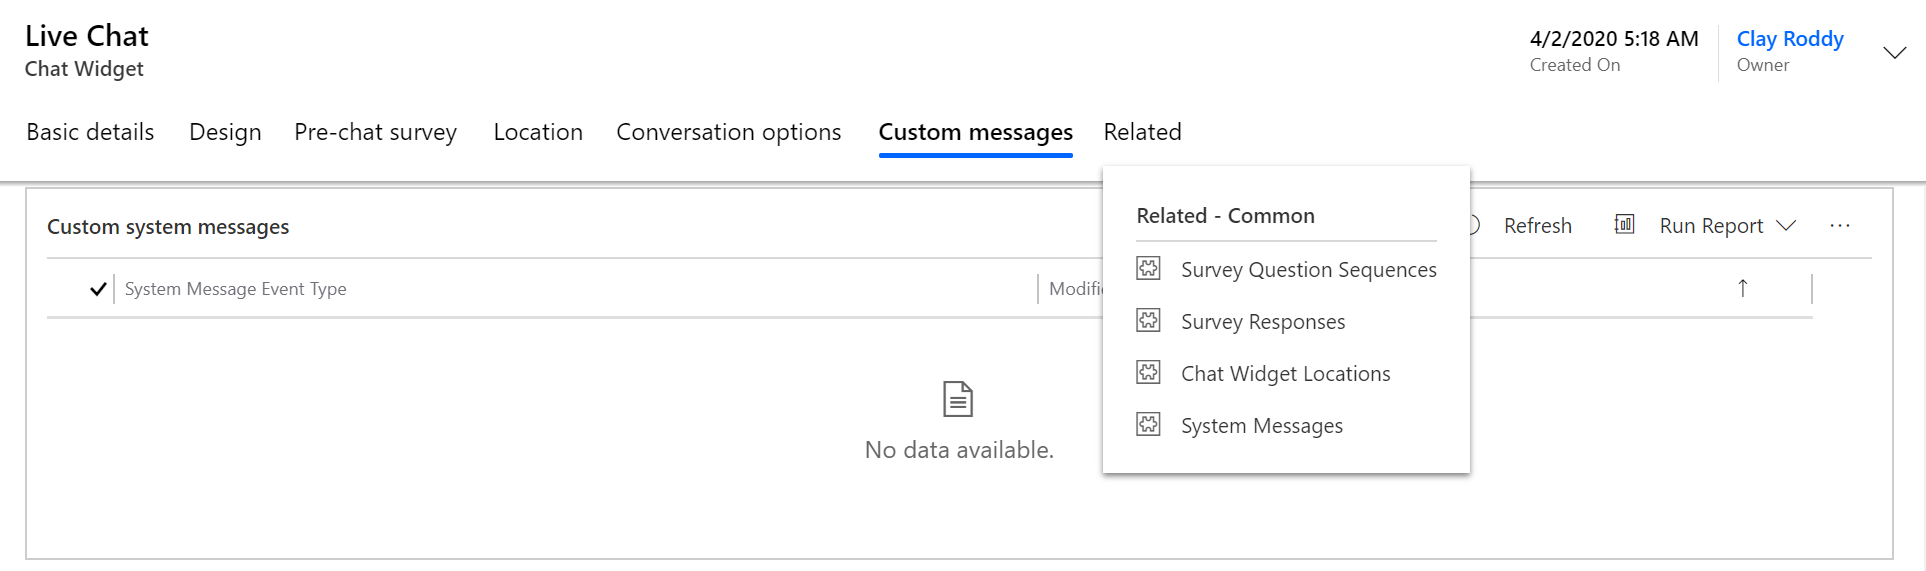 Live Chat
Chat Widget
4/2/2020 5:18 AM
Created On
Clay Roddy
Owner
Basic details
Design
Pre-chat survey
Location
Conversation options
Custom messages
Related
Custom system messages
Refresh
Run Report
System Message Event Type
Related - Common
Survey Question Sequences
Survey Responses
Chat Widget Locations
System Messages
No data available.